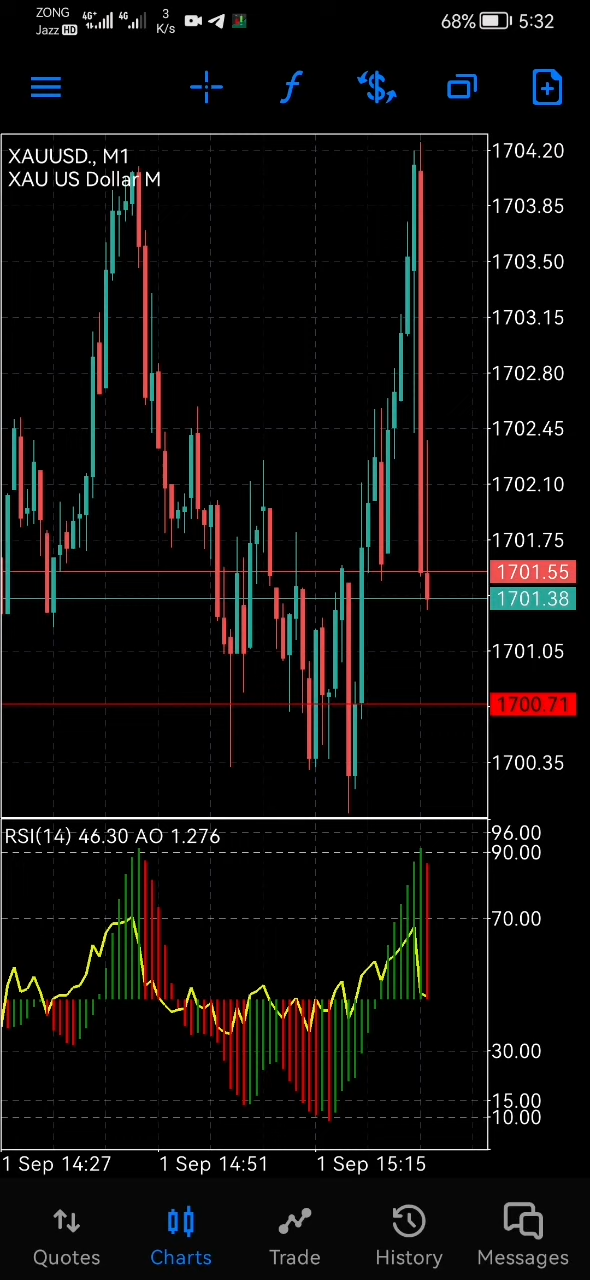 ZONG
Jazz HD
4G+
4G
3
K/s
68%
5:32
XAUUSD., M1
XAU US Dollar M
1704.20
1703.85
1703.50
1703.15
1702.80
1702.45
1702.10
1701.75
1701.55
1701.38
1701.05
1700.71
1700.35
RSI(14) 46.30 AO 1.276
96.00
90.00
70.00
30.00
15.00
10.00
1 Sep 14:27
1 Sep 14:51
1 Sep 15:15
Quotes
Charts
Trade
History
Messages